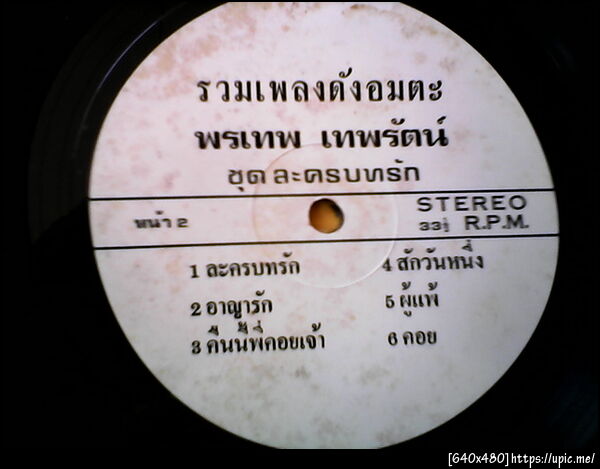 รวมเพลงดังอมตะ
พรเทพ เทพรัตน์
ชุด ละครบทรัก
หน้า 2
STEREO
33⅓ R.P.M.
1 ละครบทรัก
2 อาญารัก
3 คืนนี้พี่คอยเจ้า
4 สักวันหนึ่ง
5 ผู้แพ้
6 คอย
[640x480]https://upic.me/